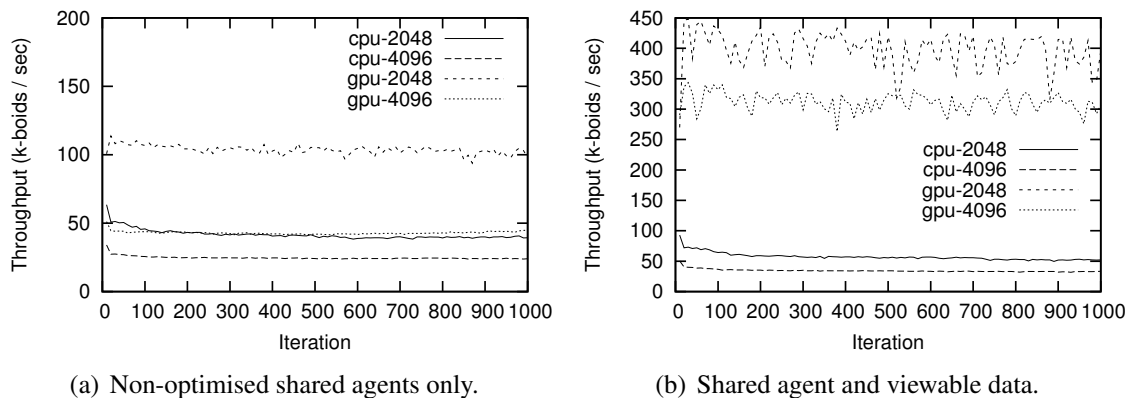 200
150
100
50
0
Throughput (k-boids / sec)
cpu-2048
cpu-4096
gpu-2048
gpu-4096
0 100 200 300 400 500 600 700 800 900 1000
Iteration
(a) Non-optimised shared agents only.
450
400
350
300
250
200
150
100
50
0
Throughput (k-boids / sec)
cpu-2048
cpu-4096
gpu-2048
gpu-4096
0 100 200 300 400 500 600 700 800 900 1000
Iteration
(b) Shared agent and viewable data.